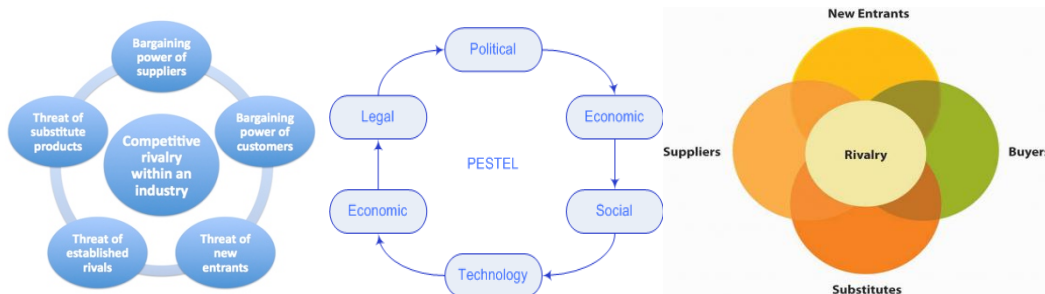 Bargaining
power of
suppliers
Threat of
substitute
products
Bargaining
power of
customers
Competitive
rivalry
within an
industry
Threat of
established
rivals
Threat of
new
entrants
Political
Legal
Economic
PESTEL
Economic
Social
Technology
New Entrants
Suppliers
Rivalry
Buyers
Substitutes